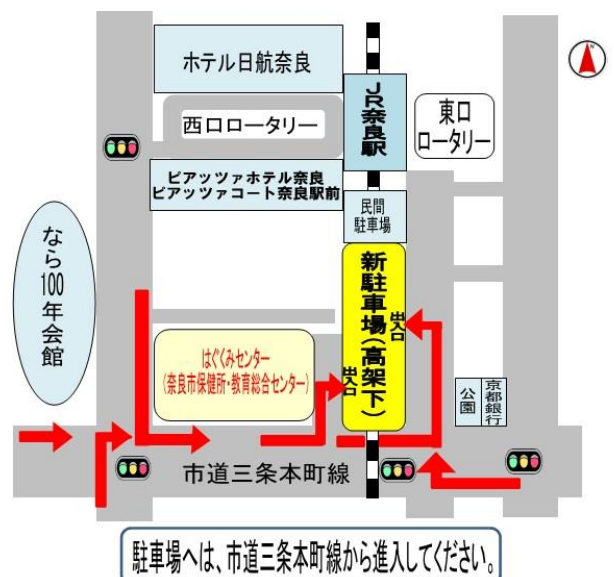 ホテル日航奈良
JR奈良駅
西口ロータリー
東口
ロータリー
ピアッツァホテル奈良
ピアッツァコート奈良駅前
民間
駐車場
なら100年会館
新駐車場(高架下)
出入口
出入口
はぐくみセンター
(奈良市保健所・教育総合センター)
公園
京都銀行
市道三条本町線
駐車場へは、市道三条本町線から進入してください。